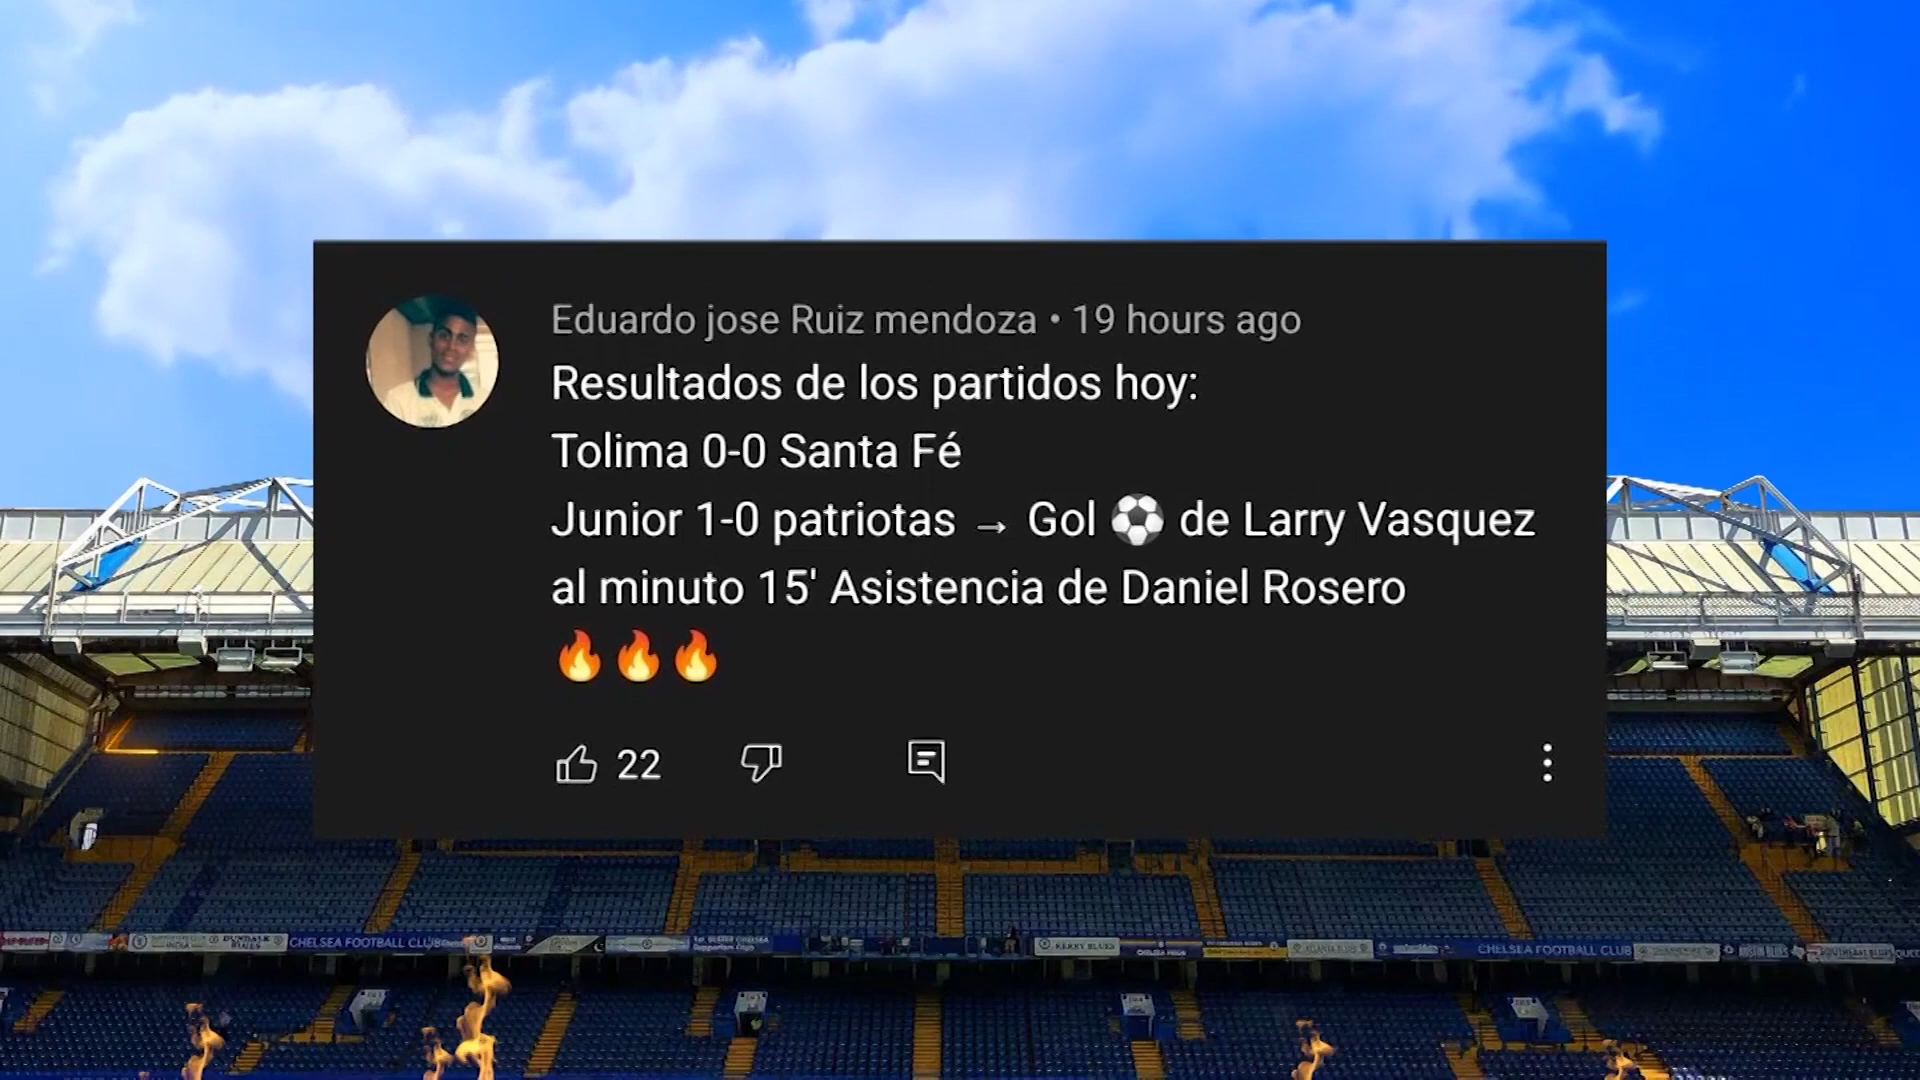 Eduardo jose Ruiz mendoza • 19 hours ago
Resultados de los partidos hoy:
Tolima 0-0 Santa Fé
Junior 1-0 patriotas → Gol ⚽ de Larry Vasquez
al minuto 15' Asistencia de Daniel Rosero
🔥🔥🔥
22
CHELSEA FOOTBALL CLUB
KERRY BLUES
CHELSEA FOOTBALL CLUB